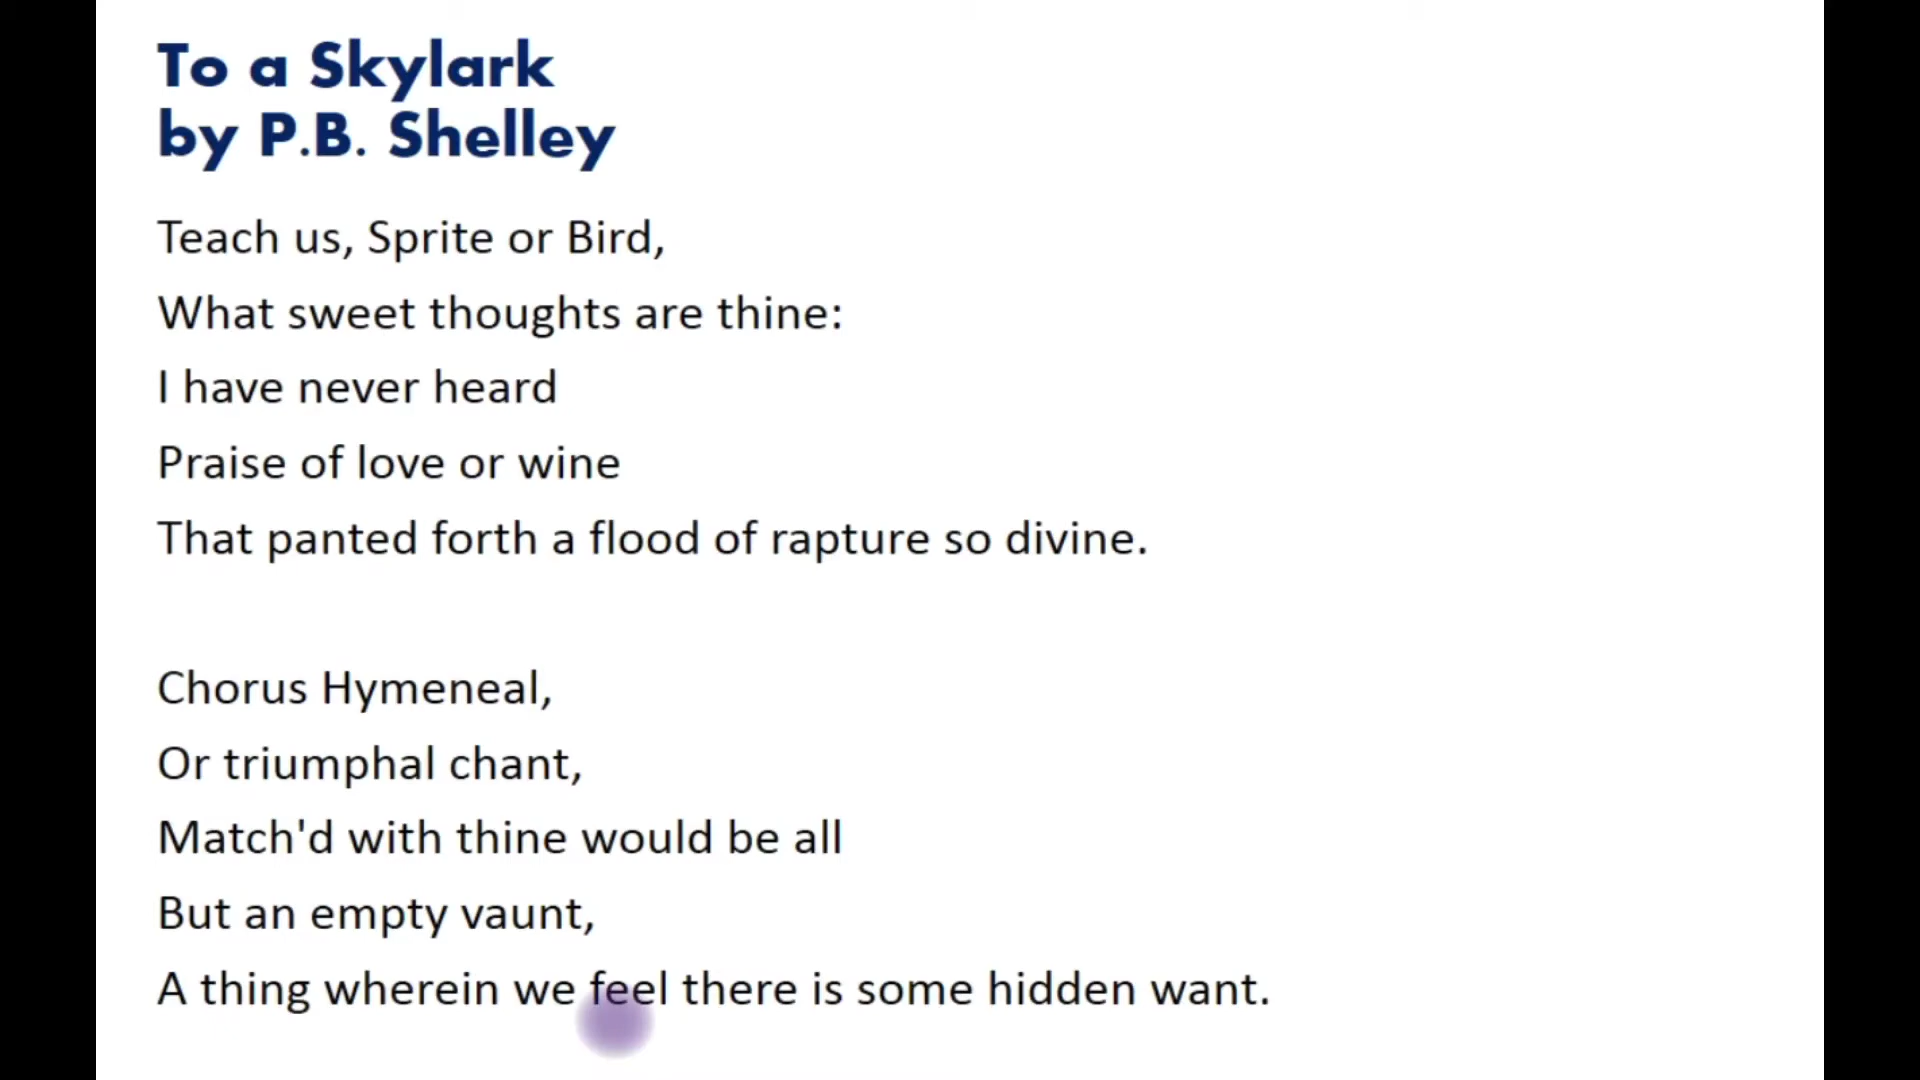 To a Skylark
by P.B. Shelley
Teach us, Sprite or Bird,
What sweet thoughts are thine:
I have never heard
Praise of love or wine
That panted forth a flood of rapture so divine.
Chorus Hymeneal,
Or triumphal chant,
Match'd with thine would be all
But an empty vaunt,
A thing wherein we feel there is some hidden want.